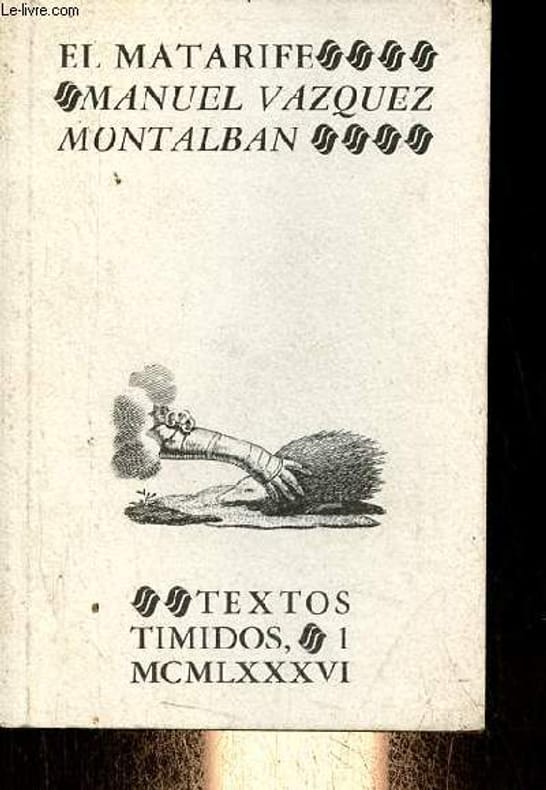 Le-livre.com
EL MATARIFE
MANUEL VAZQUEZ
MONTALBAN
TEXTOS
TIMIDOS, 1
MCMLXXXVI